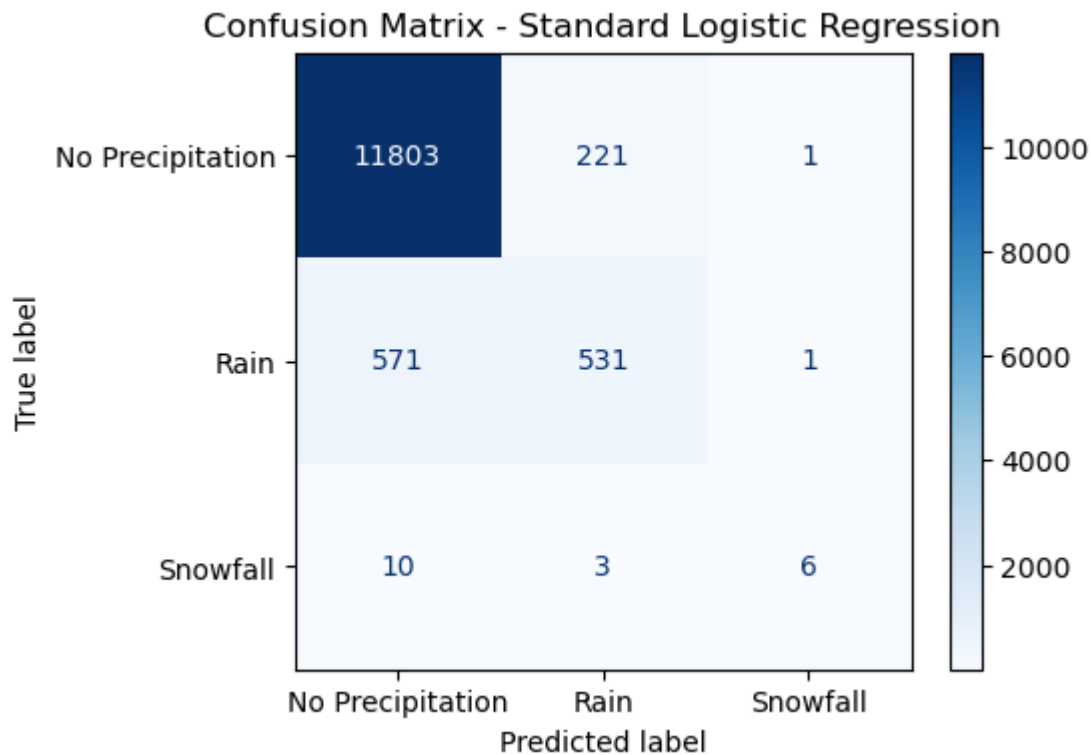 Confusion Matrix - Standard Logistic Regression
No Precipitation 11803 221 1
Rain 571 531 1
Snowfall 10 3 6
No Precipitation Rain Snowfall
Predicted label
True label
10000
8000
6000
4000
2000